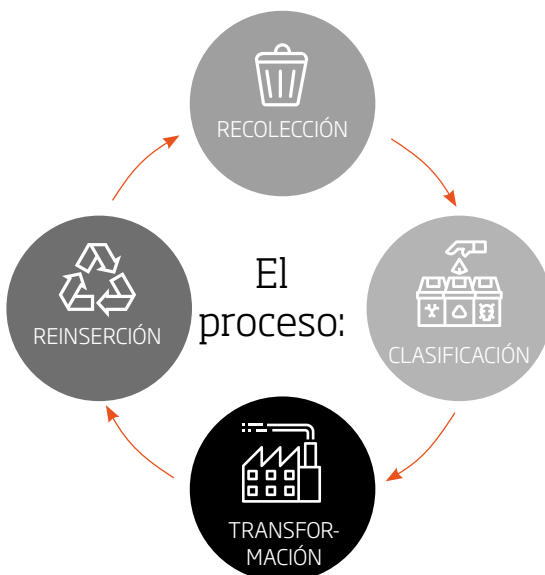 RECOLECCIÓN
El
proceso:
CLASIFICACIÓN
TRANSFOR-
MACIÓN
REINSERCIÓN